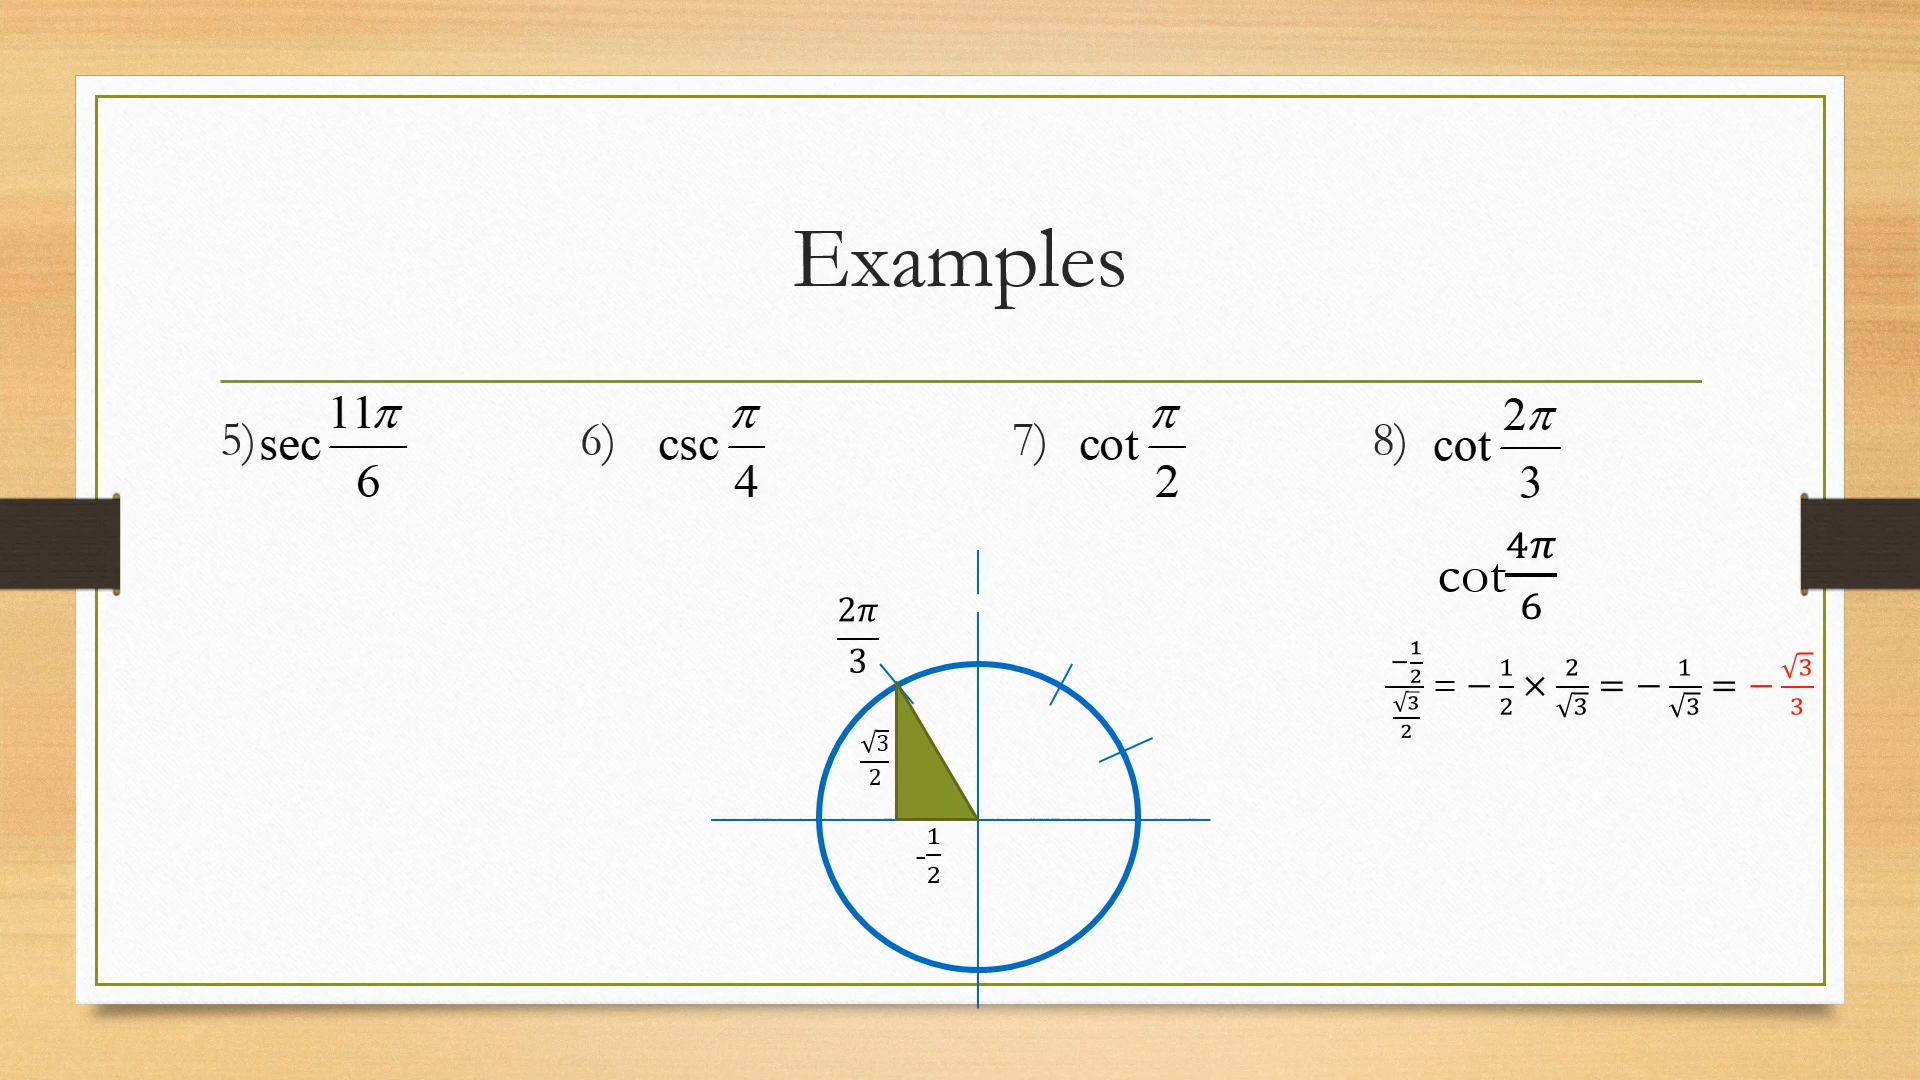 Examples
5) sec 11π/6 6) csc π/4 7) cot π/2 8) cot 2π/3
cot 4π/6
2π/3
(−1/2)/(√3/2) = −1/2 × 2/√3 = −1/√3 = −√3/3
√3/2
-1/2